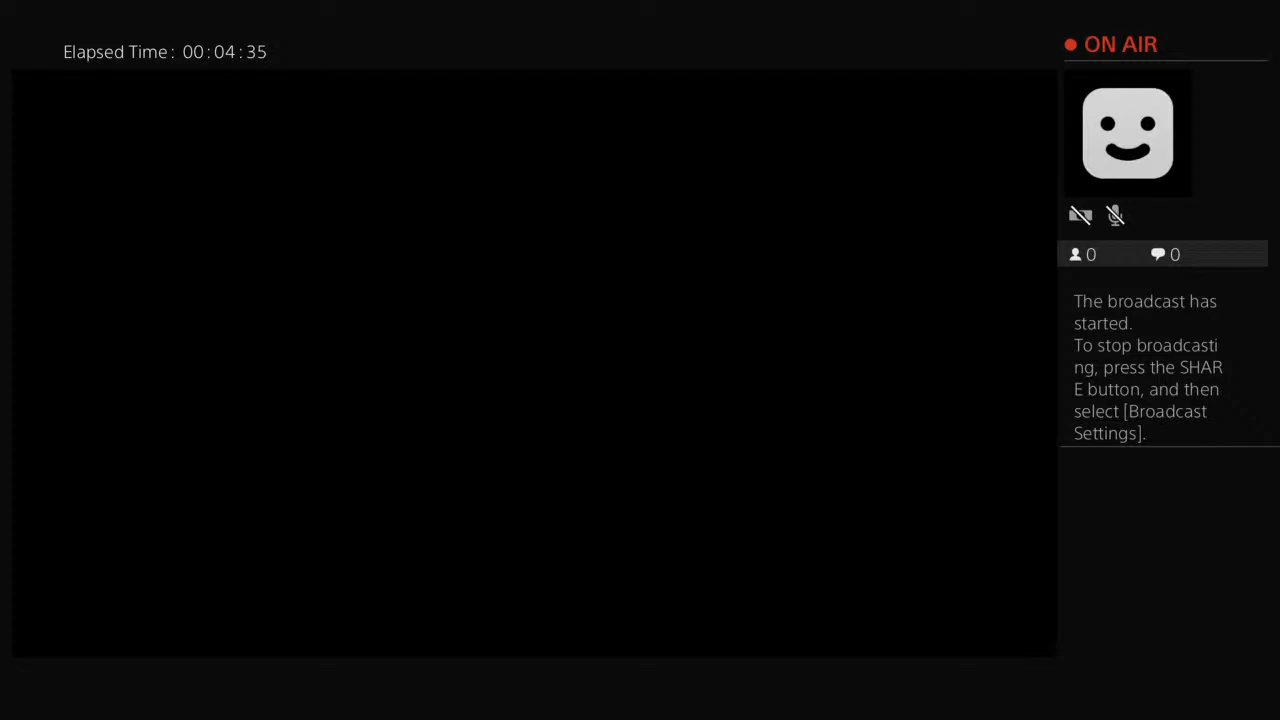 Elapsed Time: 00:04:35
ON AIR
0 0
The broadcast has
started.
To stop broadcasti
ng, press the SHAR
E button, and then
select [Broadcast
Settings].